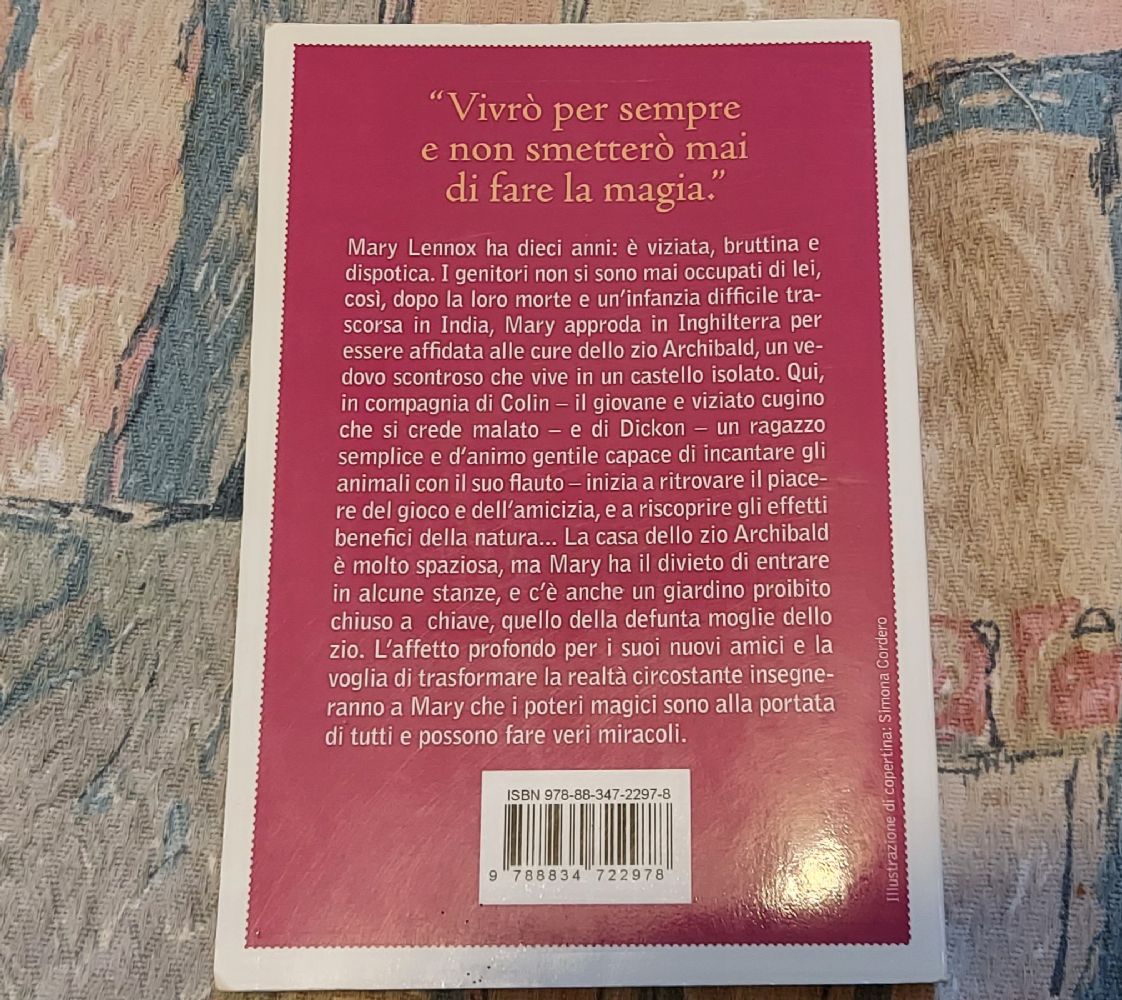 “Vivrò per sempre
e non smetterò mai
di fare la magia.”
Mary Lennox ha dieci anni: è viziata, bruttina e
dispotica. I genitori non si sono mai occupati di lei,
così, dopo la loro morte e un’infanzia difficile tra-
scorsa in India, Mary approda in Inghilterra per
essere affidata alle cure dello zio Archibald, un ve-
dovo scontroso che vive in un castello isolato. Qui,
in compagnia di Colin – il giovane e viziato cugino
che si crede malato – e di Dickon – un ragazzo
semplice e d’animo gentile capace di incantare gli
animali con il suo flauto – inizia a ritrovare il piace-
re del gioco e dell’amicizia, e a riscoprire gli effetti
benefici della natura... La casa dello zio Archibald
è molto spaziosa, ma Mary ha il divieto di entrare
in alcune stanze, e c’è anche un giardino proibito
chiuso a chiave, quello della defunta moglie dello
zio. L’affetto profondo per i suoi nuovi amici e la
voglia di trasformare la realtà circostante insegne-
ranno a Mary che i poteri magici sono alla portata
di tutti e possono fare veri miracoli.
Illustrazione di copertina: Simona Cordero
ISBN 978-88-347-2297-8
9 788834 722978